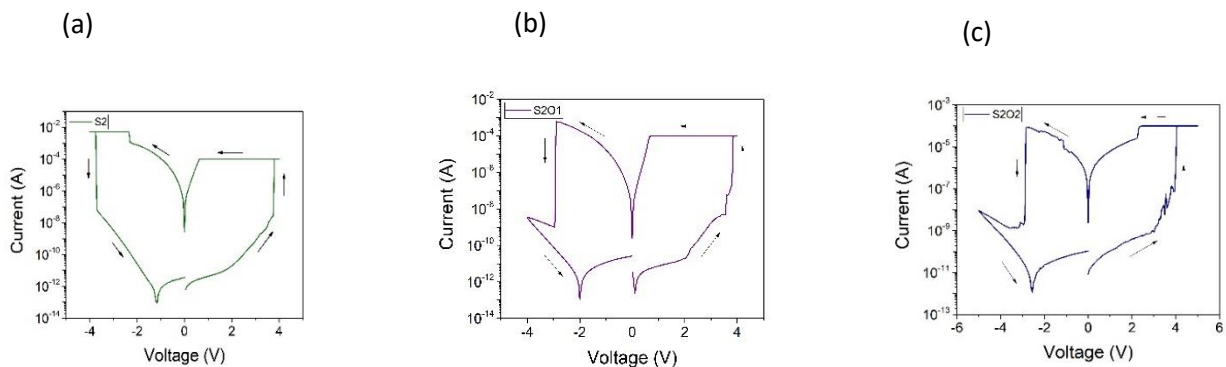 (a)
S2
10⁻²
10⁻⁴
10⁻⁶
10⁻⁸
10⁻¹⁰
10⁻¹²
10⁻¹⁴
Current (A)
-4 -2 0 2 4
Voltage (V)
(b)
S2O1
10⁻²
10⁻⁴
10⁻⁶
10⁻⁸
10⁻¹⁰
10⁻¹²
10⁻¹⁴
Current (A)
-4 -2 0 2 4
Voltage (V)
(c)
S2O2
10⁻³
10⁻⁵
10⁻⁷
10⁻⁹
10⁻¹¹
10⁻¹³
Current (A)
-6 -4 -2 0 2 4 6
Voltage (V)